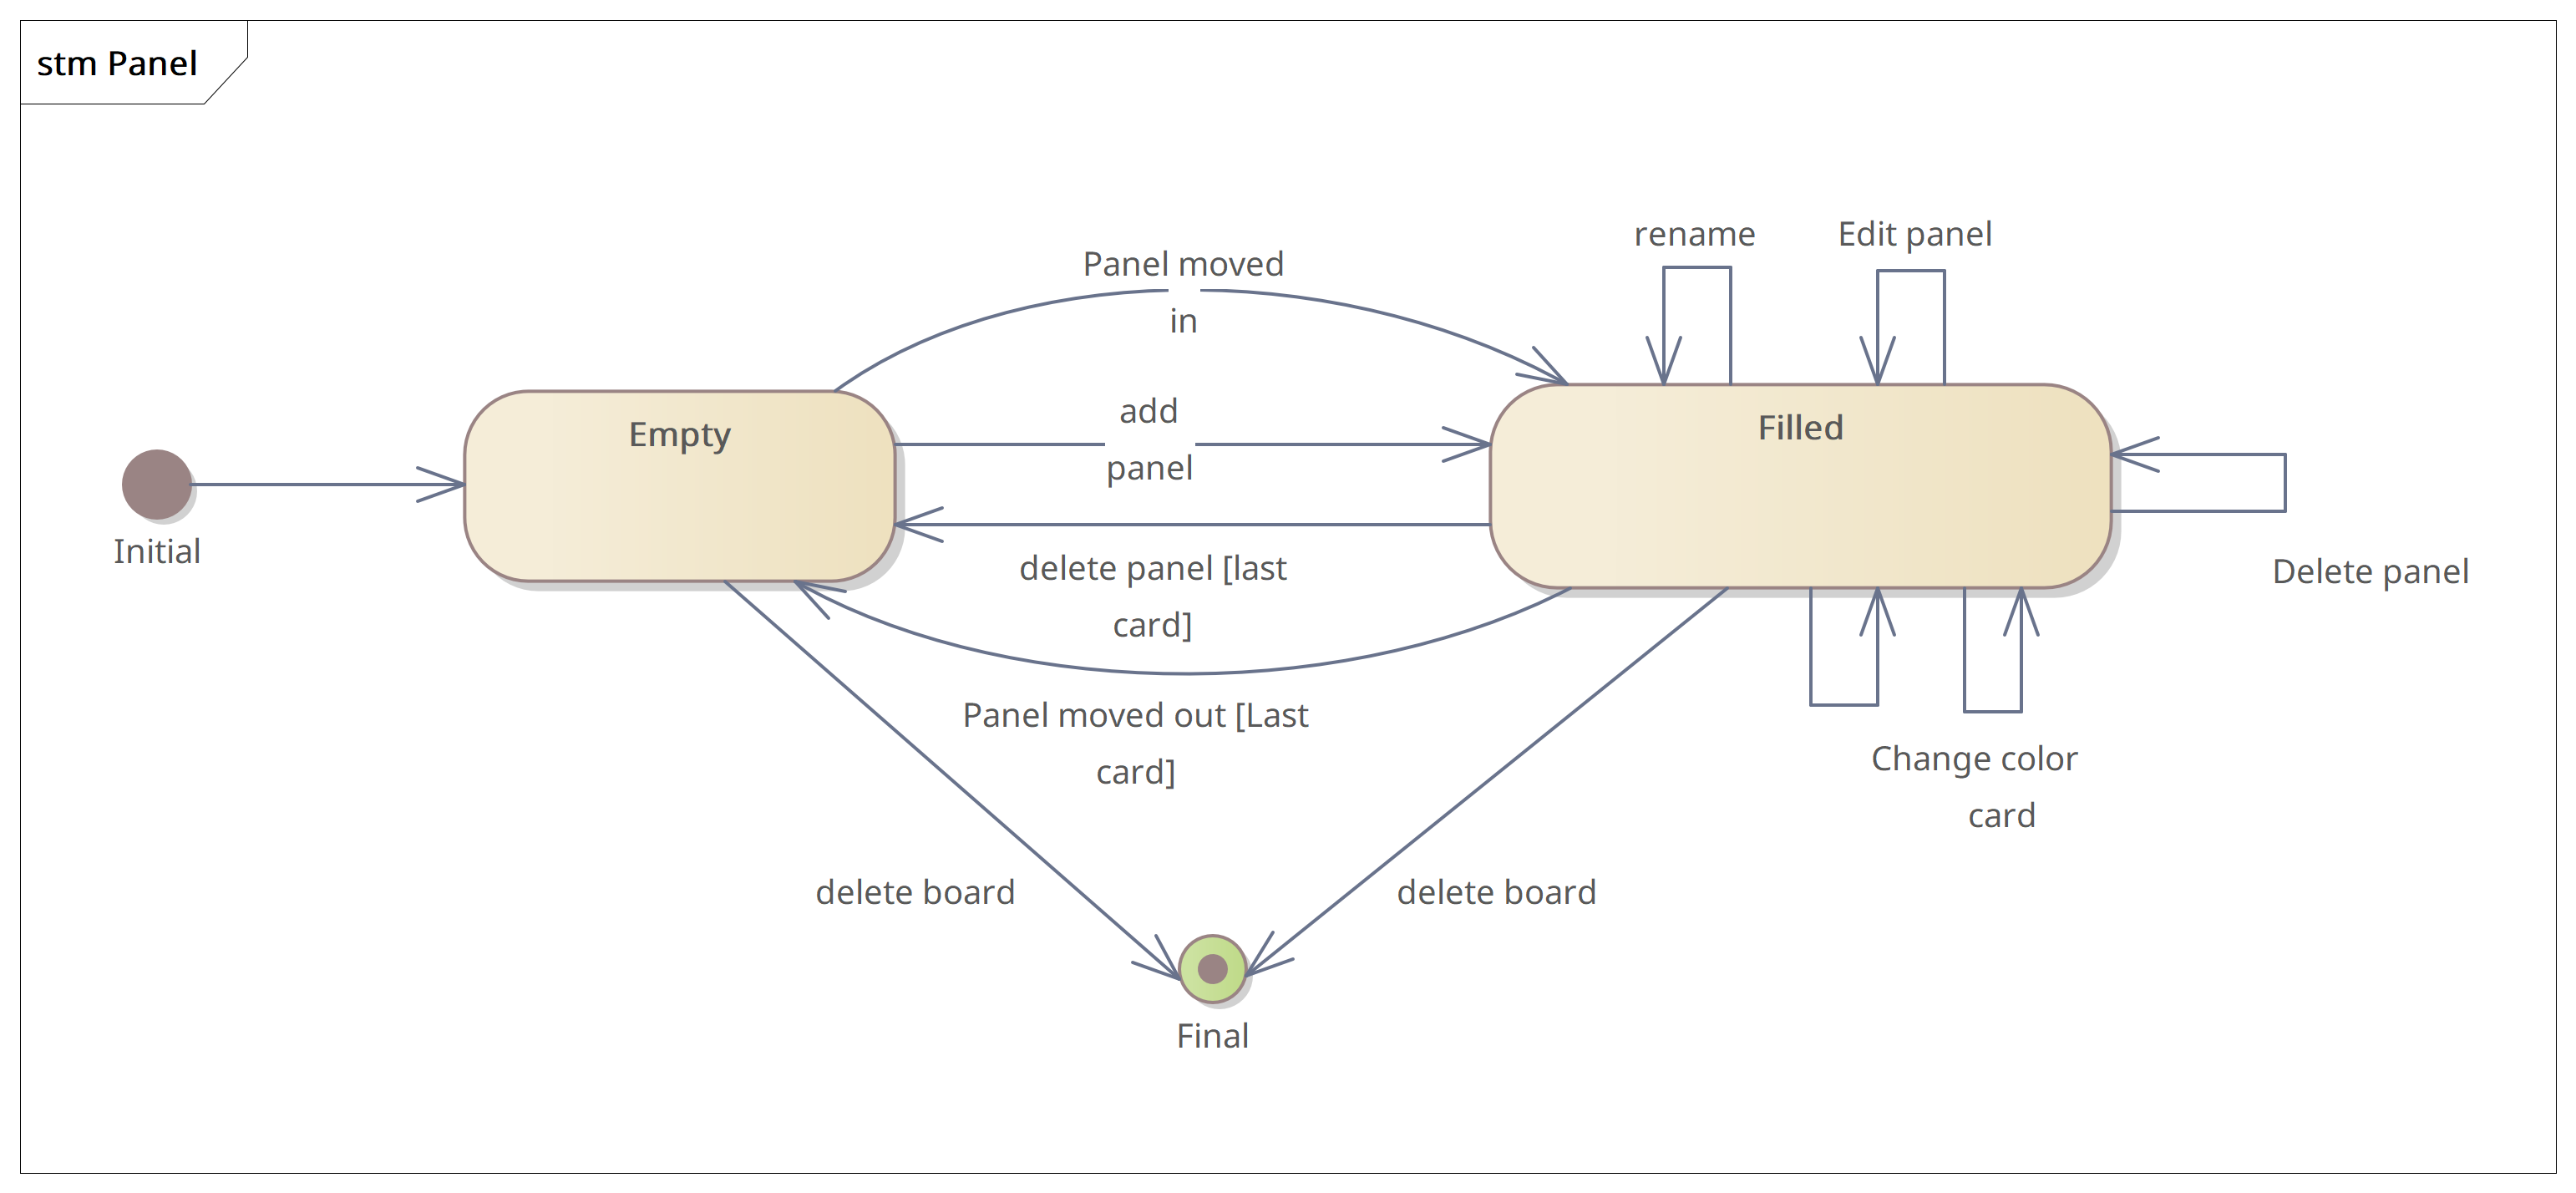 stm Panel
rename
Edit panel
Panel moved
in
add
panel
Empty
Filled
Initial
delete panel [last
card]
Delete panel
Panel moved out [Last
card]
Change color
card
delete board
delete board
Final